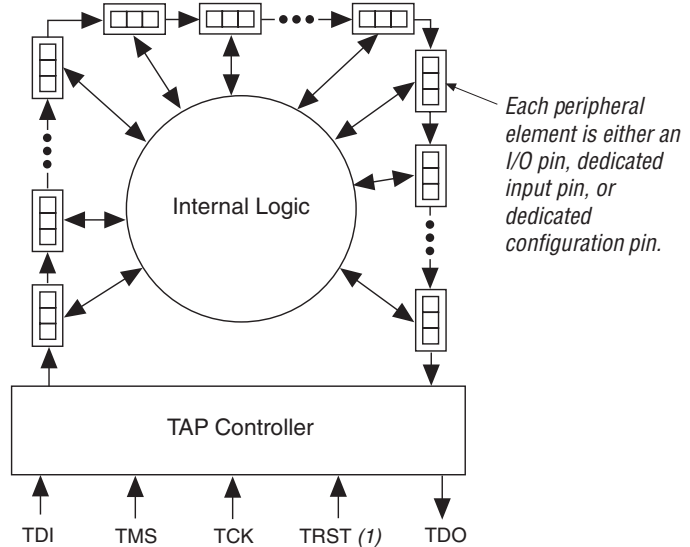 Each peripheral
element is either an
I/O pin, dedicated
input pin, or
dedicated
configuration pin.
Internal Logic
TAP Controller
TDI TMS TCK TRST (1) TDO